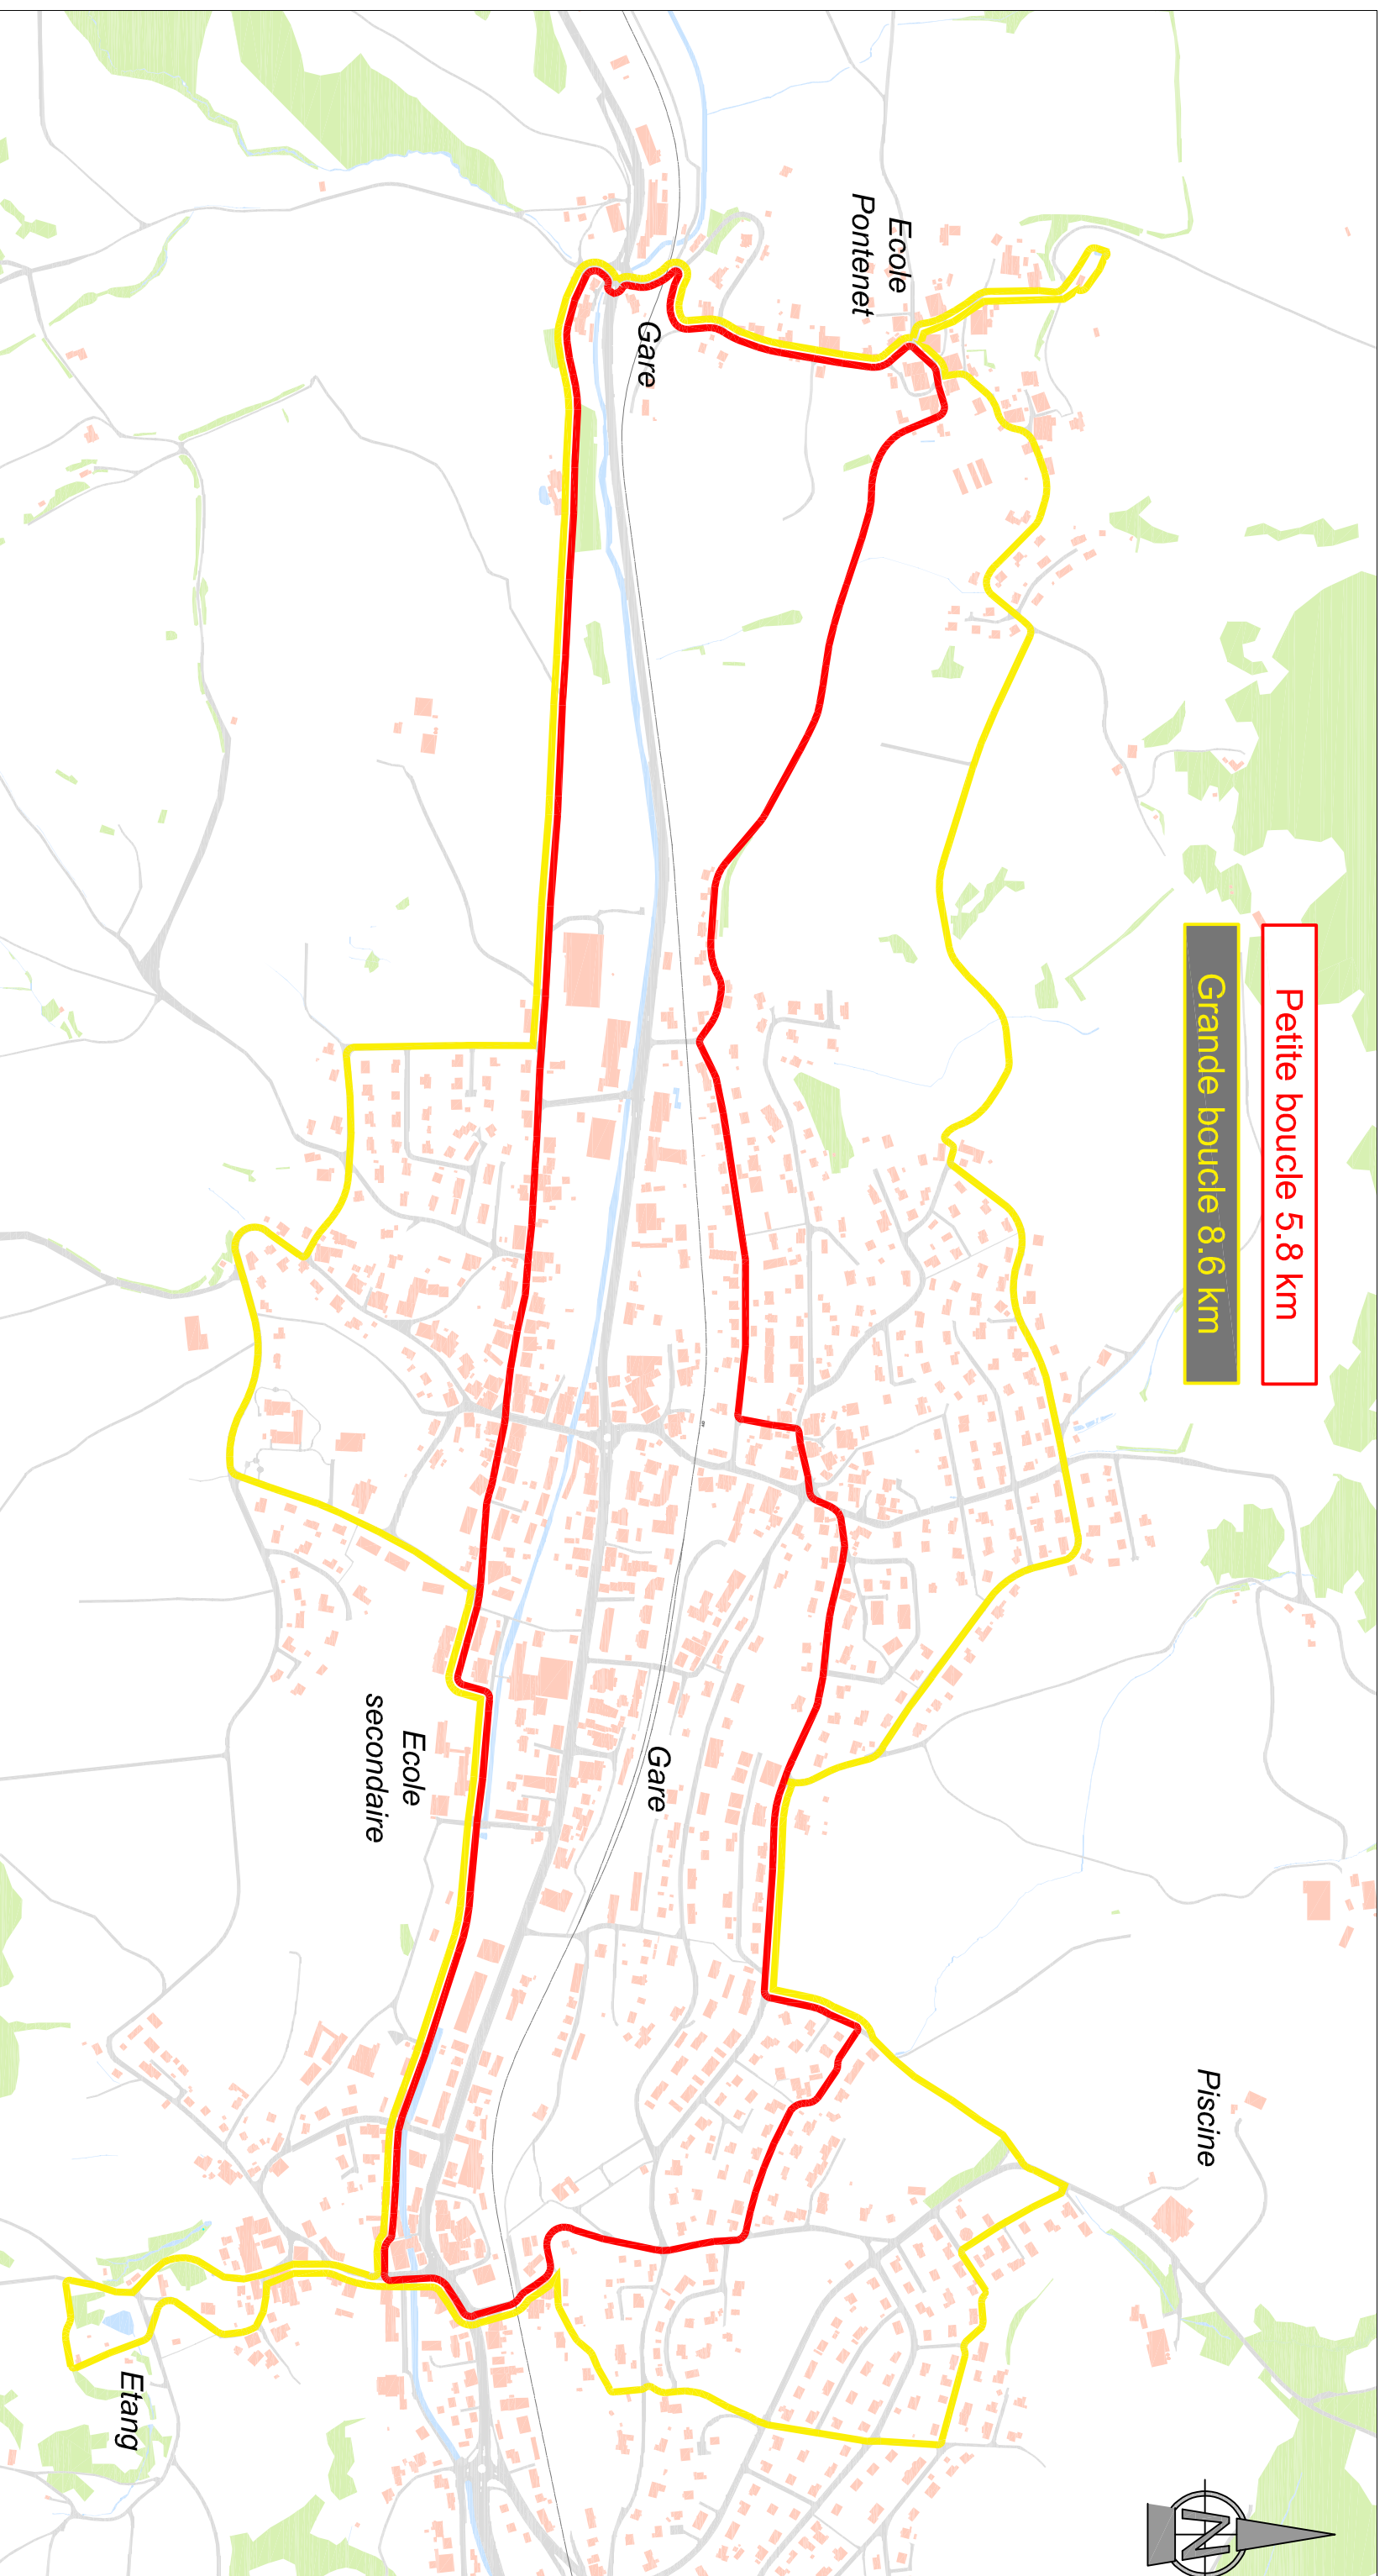 Petite boucle 5.8 km
Grande boucle 8.6 km
Ecole
Pontenet
Gare
Piscine
Gare
Ecole
secondaire
Etang
N